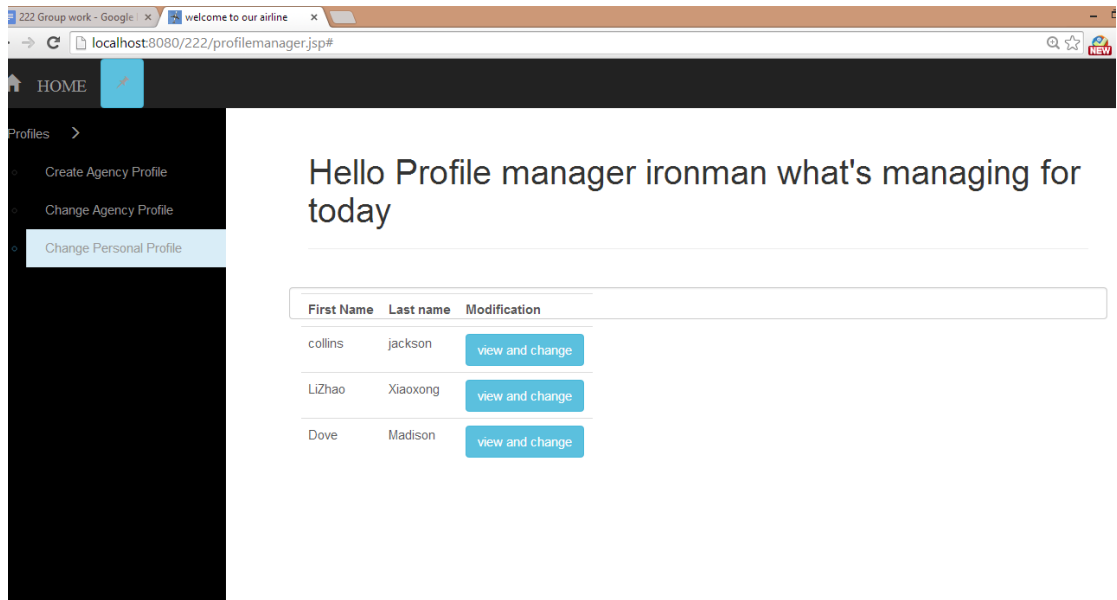 222 Group work - Google
welcome to our airline
localhost:8080/222/profilemanager.jsp#
NEW
HOME
Profiles
Create Agency Profile
Change Agency Profile
Change Personal Profile
Hello Profile manager ironman what's managing for
today
First Name Last name Modification
collins jackson view and change
LiZhao Xiaoxong view and change
Dove Madison view and change